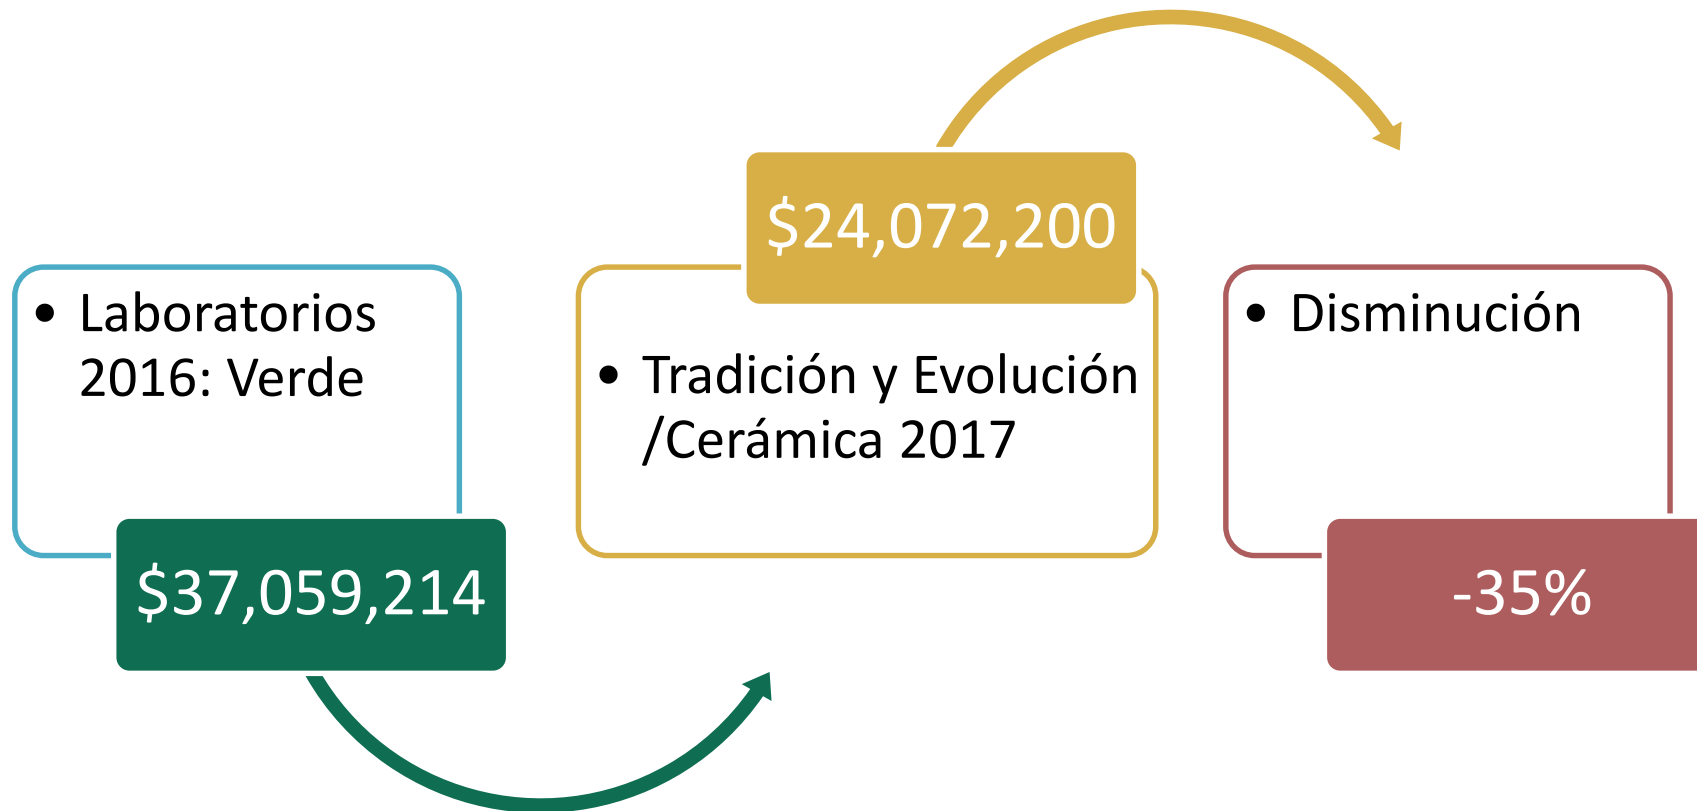 • Laboratorios
2016: Verde
$37,059,214
$24,072,200
• Tradición y Evolución
/Cerámica 2017
• Disminución
-35%